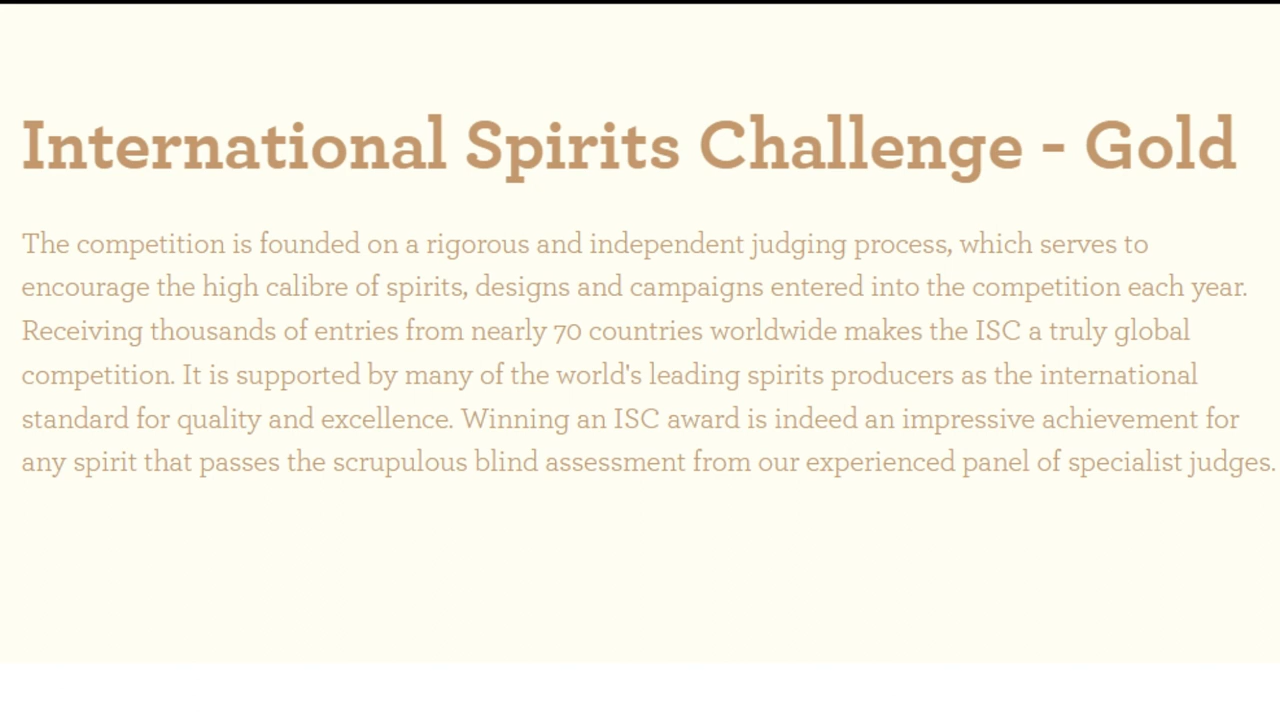 International Spirits Challenge - Gold
The competition is founded on a rigorous and independent judging process, which serves to
encourage the high calibre of spirits, designs and campaigns entered into the competition each year.
Receiving thousands of entries from nearly 70 countries worldwide makes the ISC a truly global
competition. It is supported by many of the world's leading spirits producers as the international
standard for quality and excellence. Winning an ISC award is indeed an impressive achievement for
any spirit that passes the scrupulous blind assessment from our experienced panel of specialist judges.